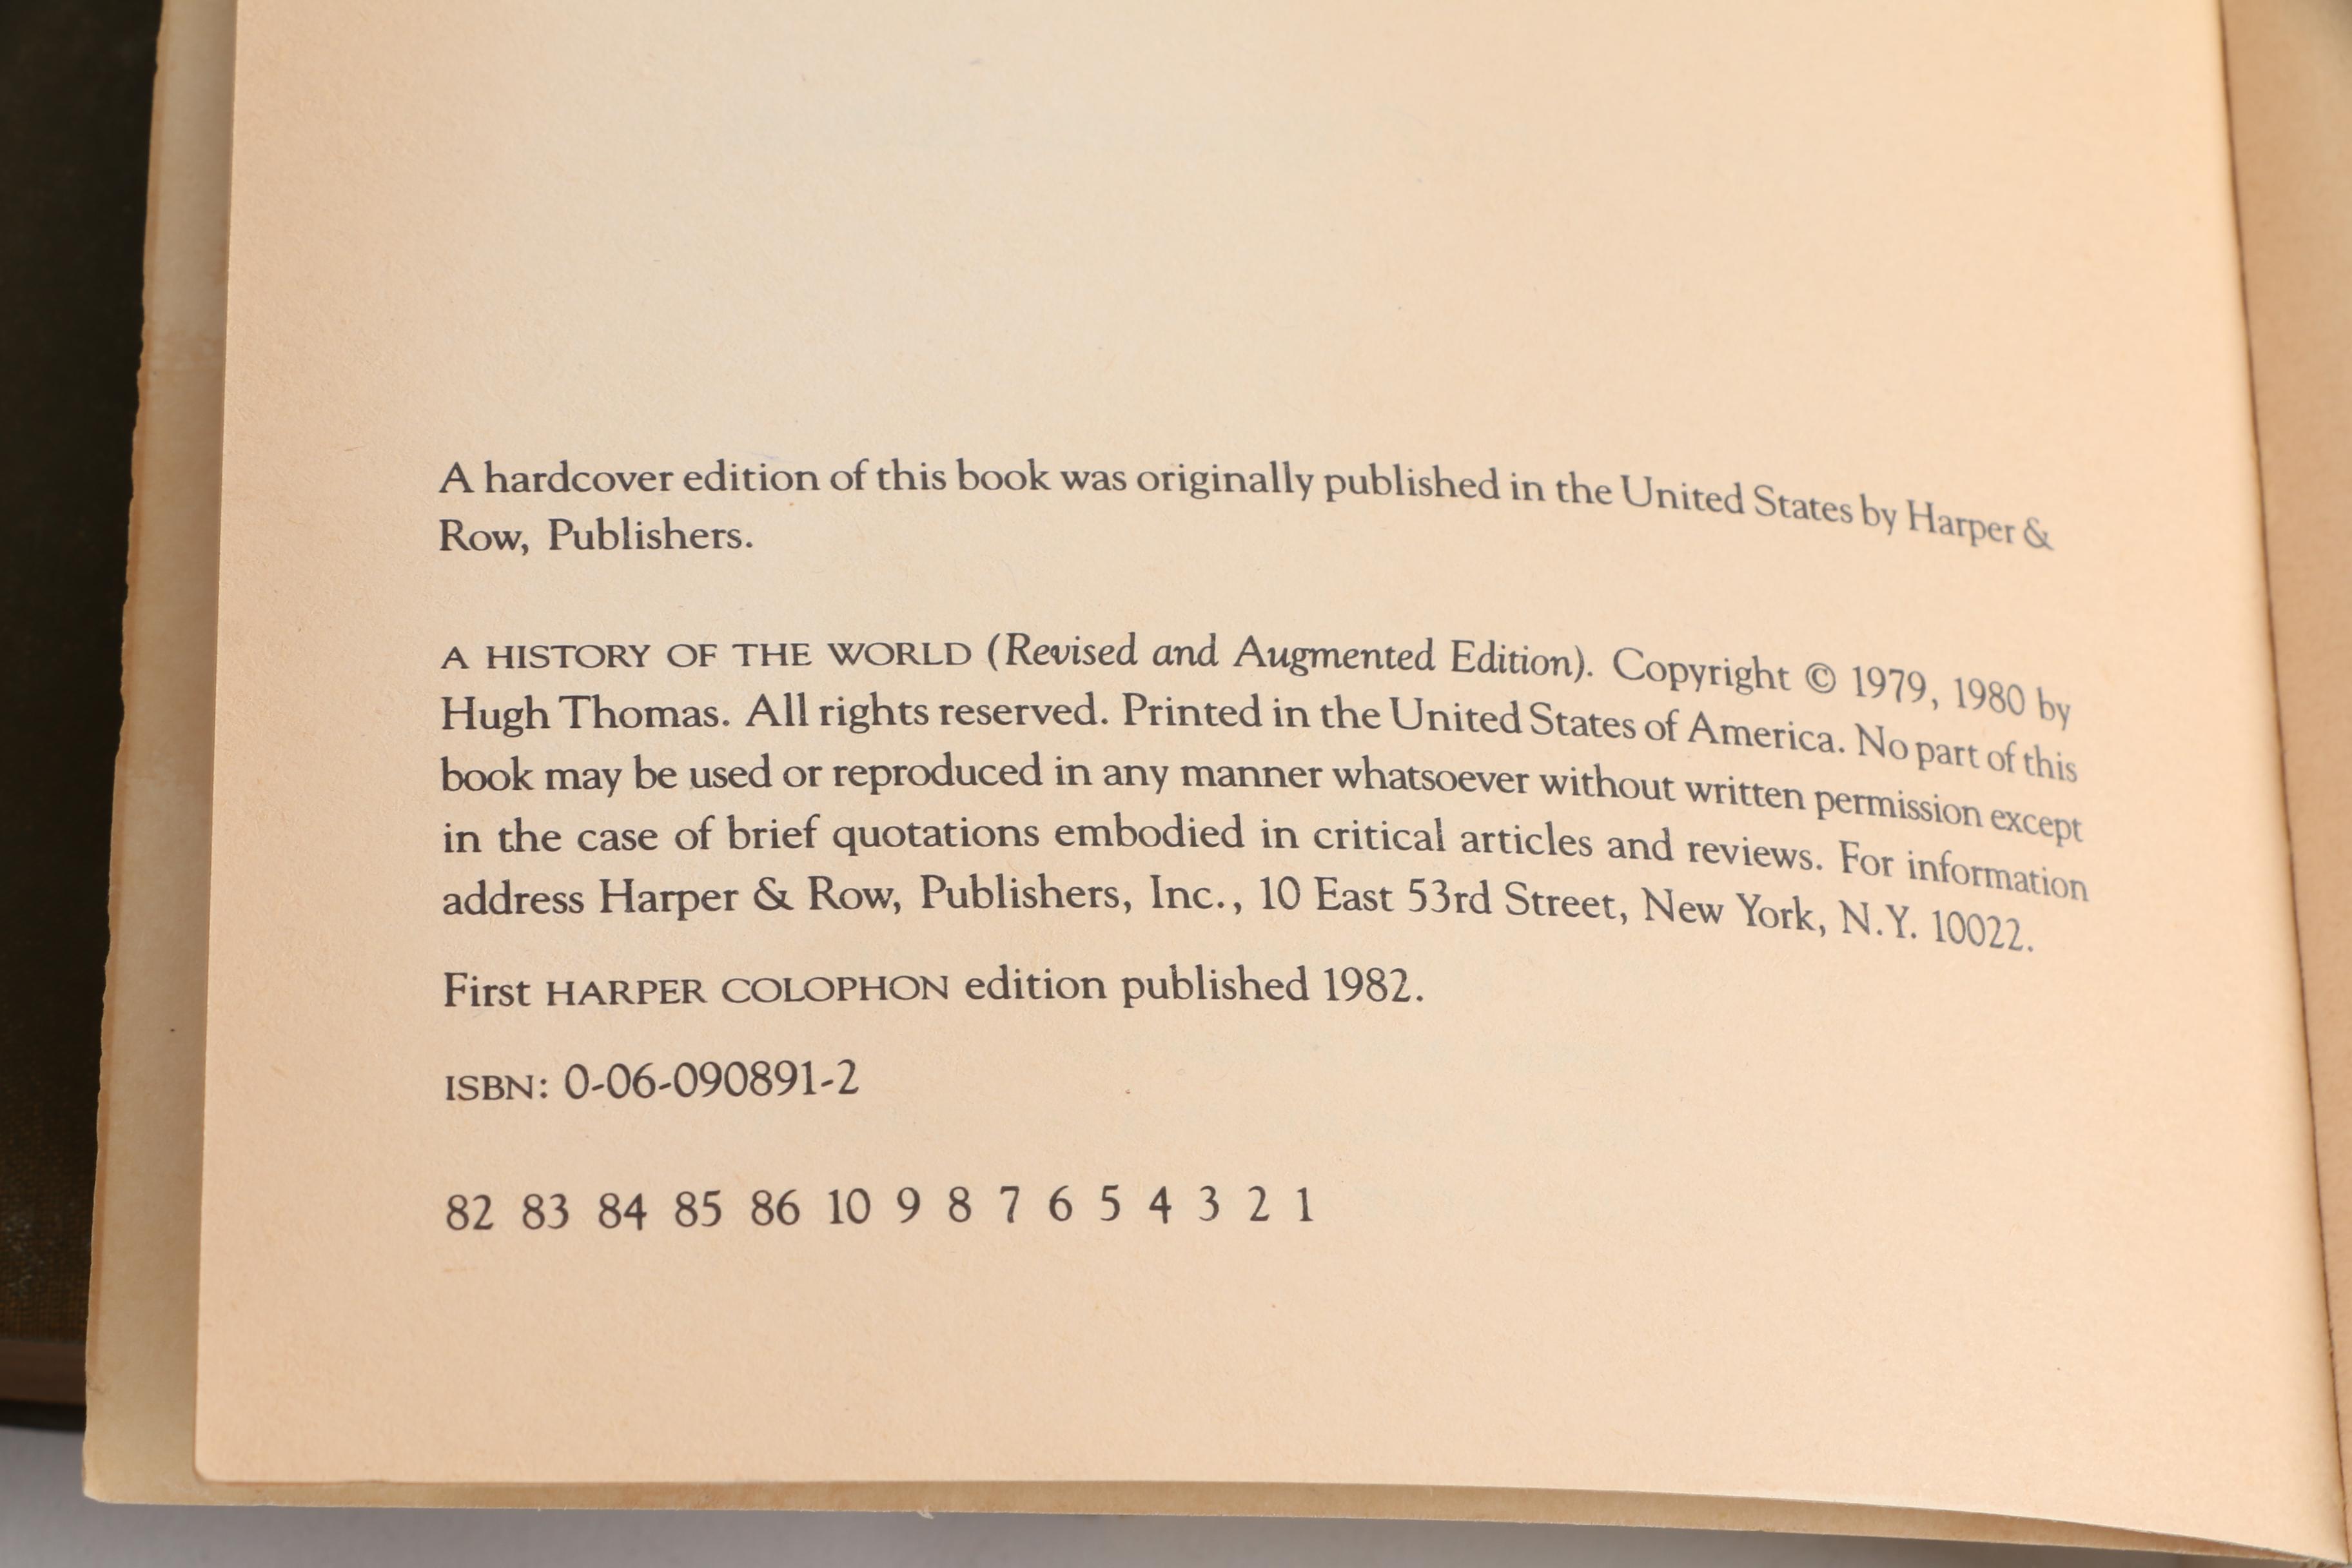 A hardcover edition of this book was originally published in the United States by Harper &
Row, Publishers.
A HISTORY OF THE WORLD (Revised and Augmented Edition). Copyright © 1979, 1980 by
Hugh Thomas. All rights reserved. Printed in the United States of America. No part of this
book may be used or reproduced in any manner whatsoever without written permission except
in the case of brief quotations embodied in critical articles and reviews. For information
address Harper & Row, Publishers, Inc., 10 East 53rd Street, New York, N.Y. 10022.
First HARPER COLOPHON edition published 1982.
ISBN: 0-06-090891-2
82 83 84 85 86 10 9 8 7 6 5 4 3 2 1